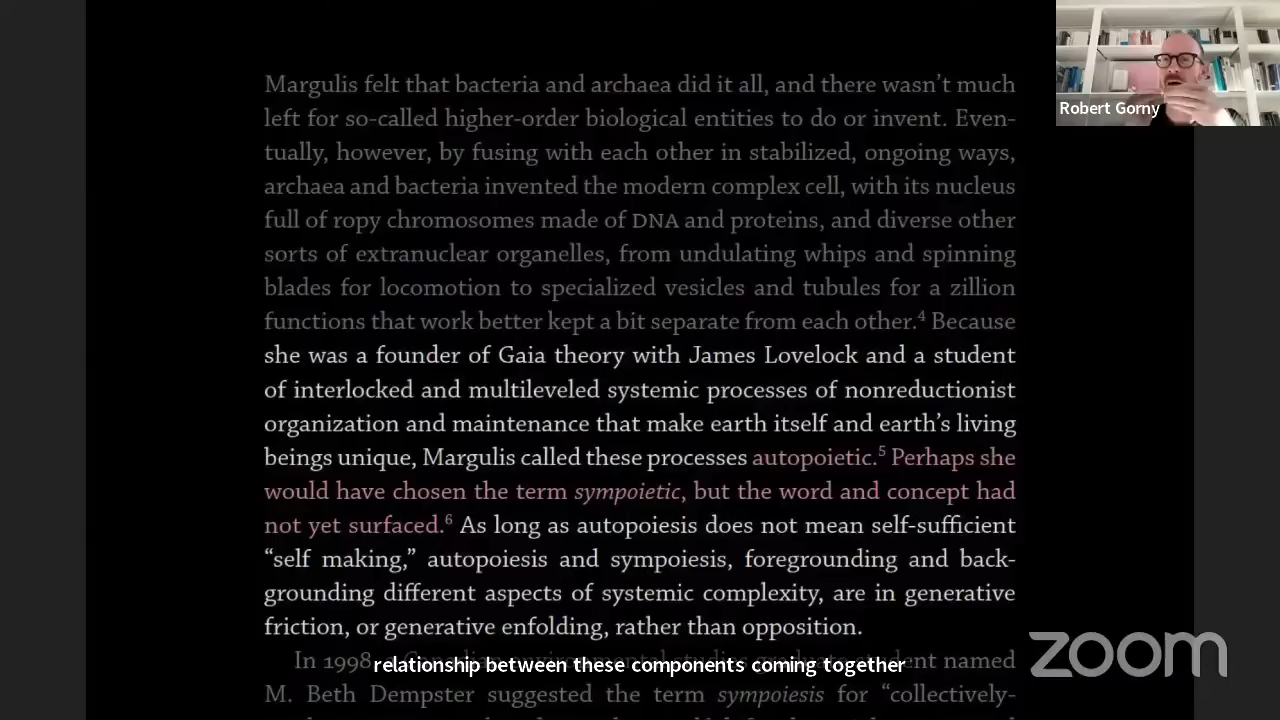 Margulis felt that bacteria and archaea did it all, and there wasn’t much
left for so-called higher-order biological entities to do or invent. Even-
tually, however, by fusing with each other in stabilized, ongoing ways,
archaea and bacteria invented the modern complex cell, with its nucleus
full of ropy chromosomes made of DNA and proteins, and diverse other
sorts of extranuclear organelles, from undulating whips and spinning
blades for locomotion to specialized vesicles and tubules for a zillion
functions that work better kept a bit separate from each other.⁴ Because
she was a founder of Gaia theory with James Lovelock and a student
of interlocked and multileveled systemic processes of nonreductionist
organization and maintenance that make earth itself and earth’s living
beings unique, Margulis called these processes autopoietic.⁵ Perhaps she
would have chosen the term sympoietic, but the word and concept had
not yet surfaced.⁶ As long as autopoiesis does not mean self-sufficient
“self making,” autopoiesis and sympoiesis, foregrounding and back-
grounding different aspects of systemic complexity, are in generative
friction, or generative enfolding, rather than opposition.
In 1998, named
relationship between these components coming together
M. Beth Dempster suggested the term sympoiesis for “collectively-
Robert Gorny
zoom